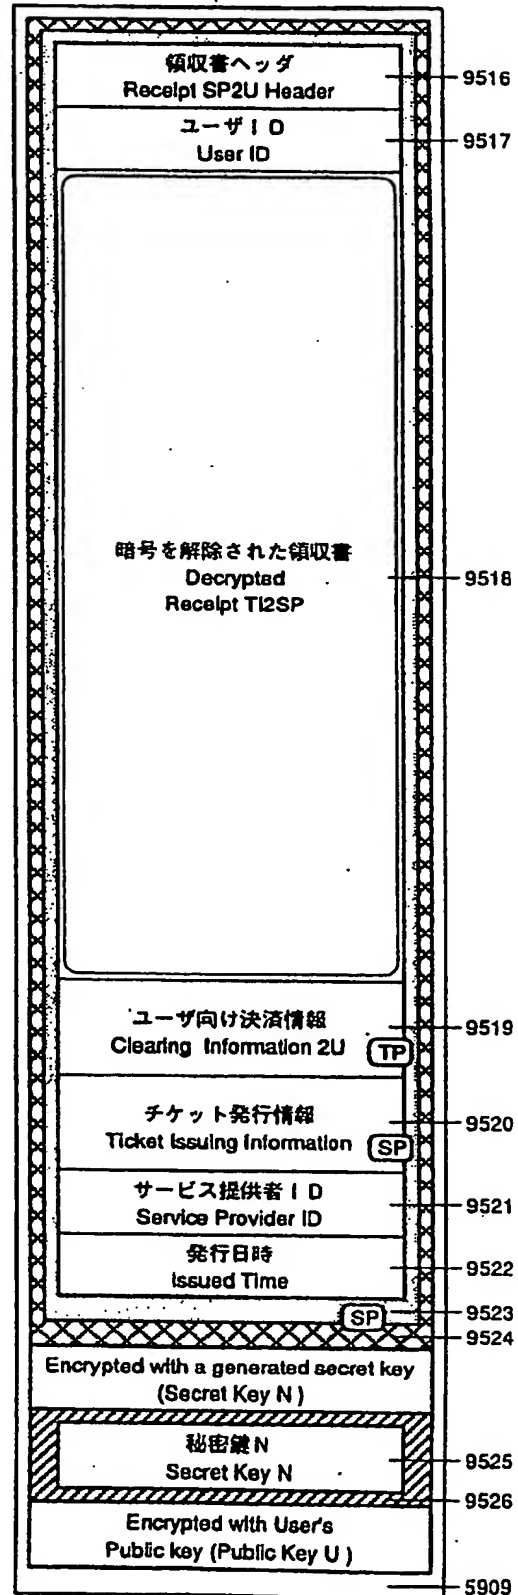 領収書ヘッダ 9516
Receipt SP2U Header
ユーザID 9517
User ID
暗号を解除された領収書
Decrypted 9518
Receipt TI2SP
ユーザ向け決済情報 9519
Clearing Information 2U TP
チケット発行情報 9520
Ticket Issuing Information SP
サービス提供者ID 9521
Service Provider ID
発行日時 9522
Issued Time
SP 9523
9524
Encrypted with a generated secret key
(Secret Key N)
秘密鍵N 9525
Secret Key N
9526
Encrypted with User's
Public key (Public Key U)
5909